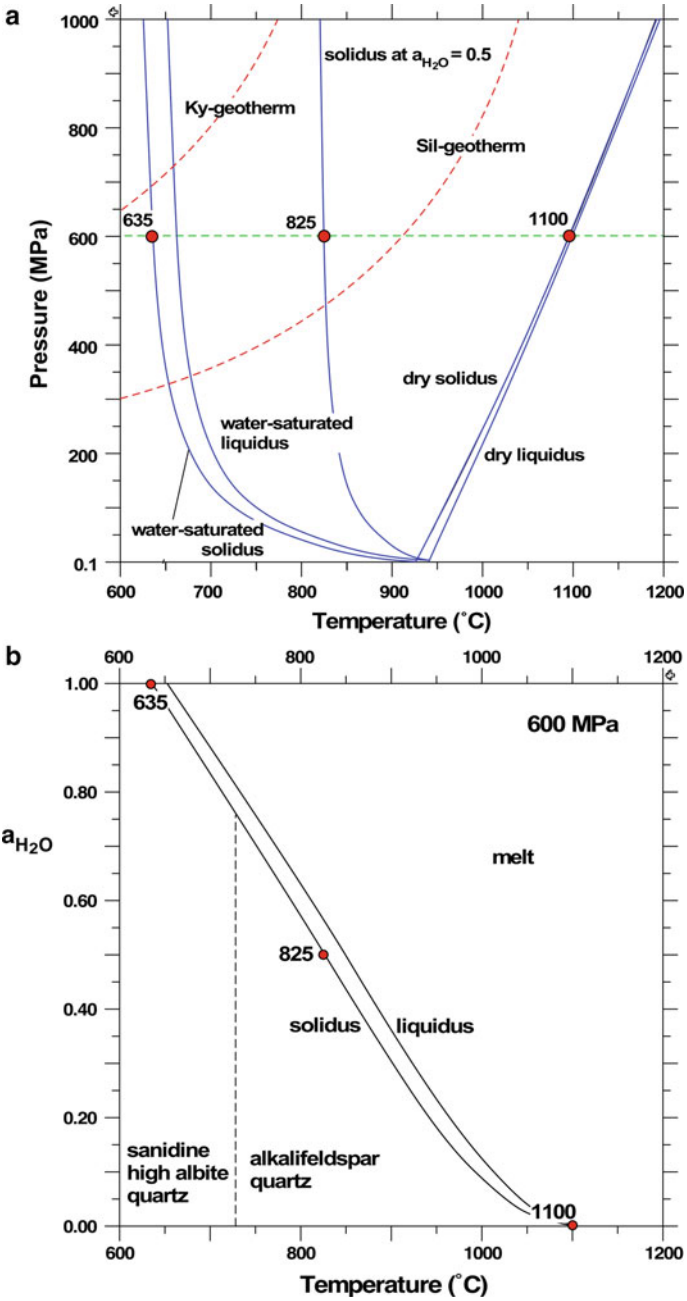 a
1000
800
600
400
200
0.1
Pressure (MPa)
solidus at aH2O = 0.5
Ky-geotherm
Sil-geotherm
635
825
1100
dry solidus
water-saturated
liquidus
dry liquidus
water-saturated
solidus
600
700
800
900
1000
1100
1200
Temperature (˚C)
b
600
800
1000
1200
1.00
0.80
0.60
0.40
0.20
0.00
aH2O
635
600 MPa
melt
825
solidus
liquidus
sanidine
high albite
quartz
alkalifeldspar
quartz
1100
600
800
1000
1200
Temperature (˚C)